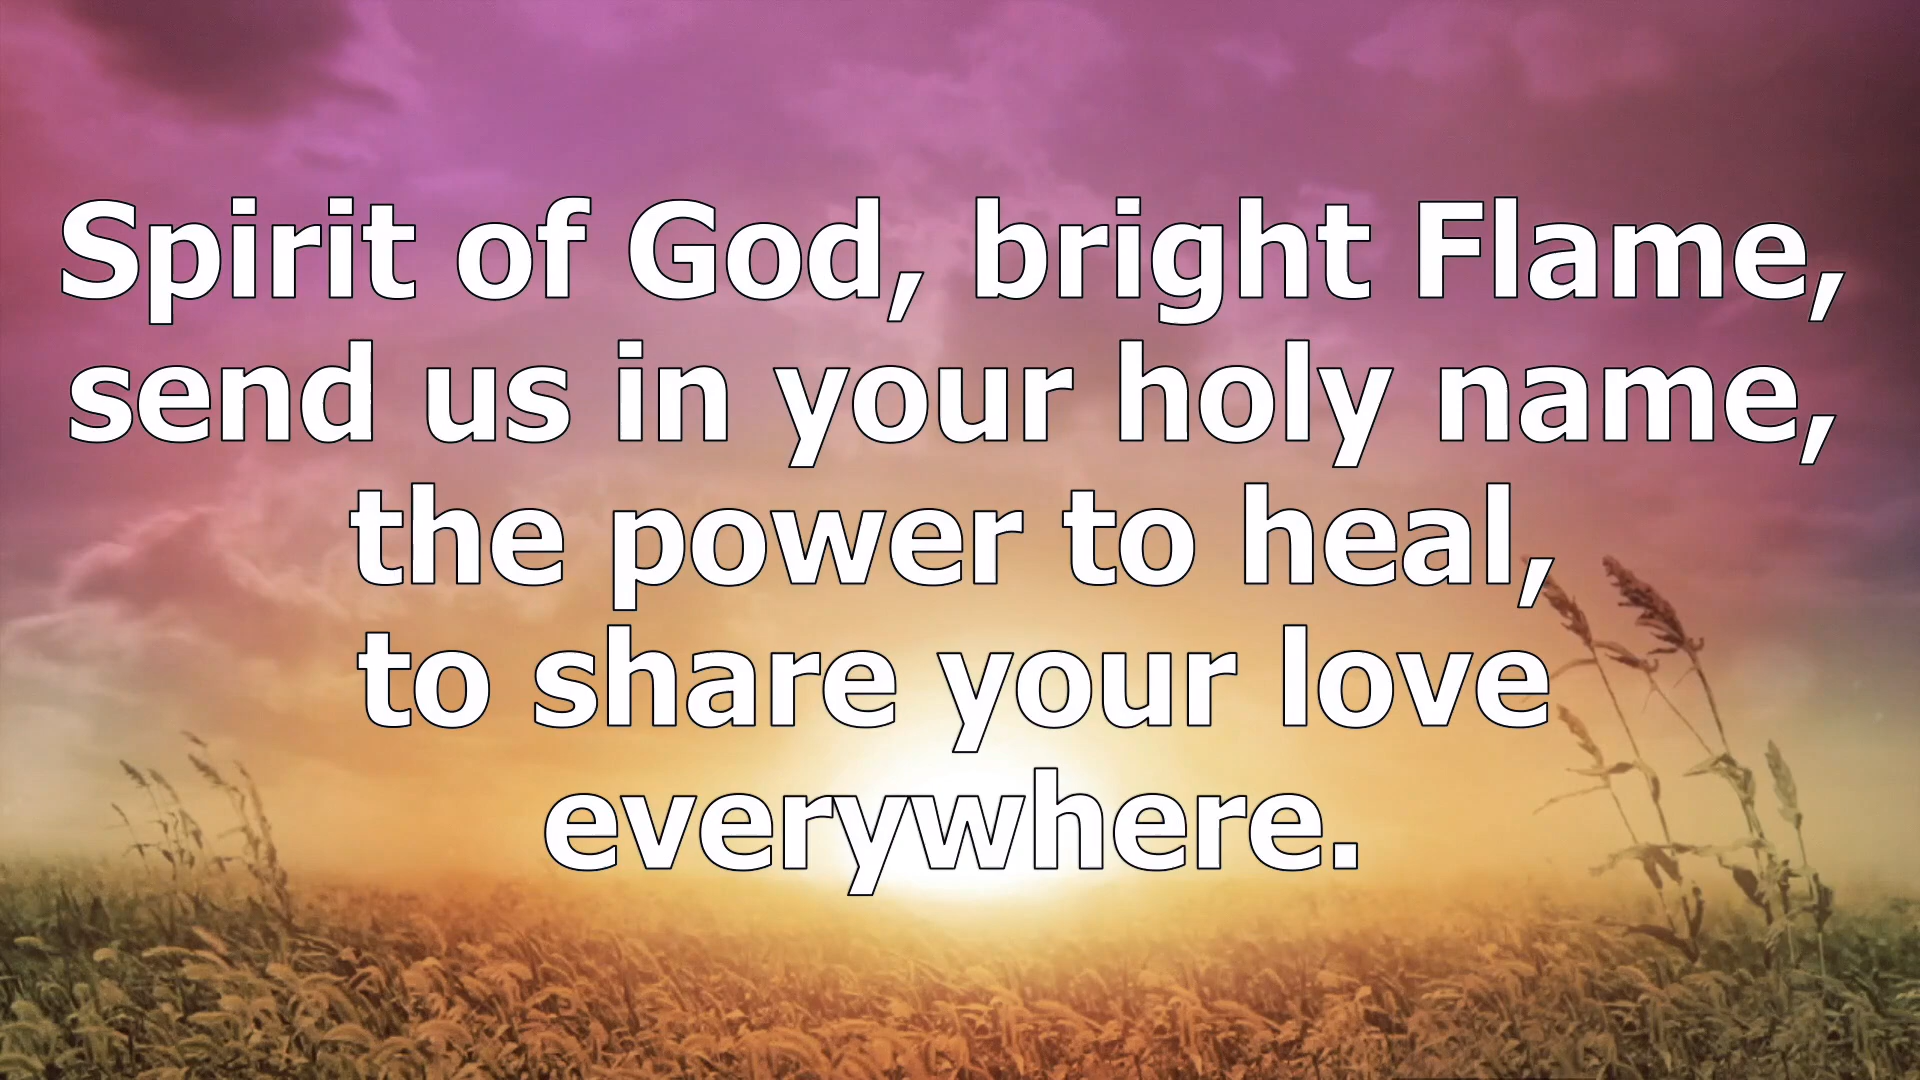 Spirit of God, bright Flame,
send us in your holy name,
the power to heal,
to share your love
everywhere.